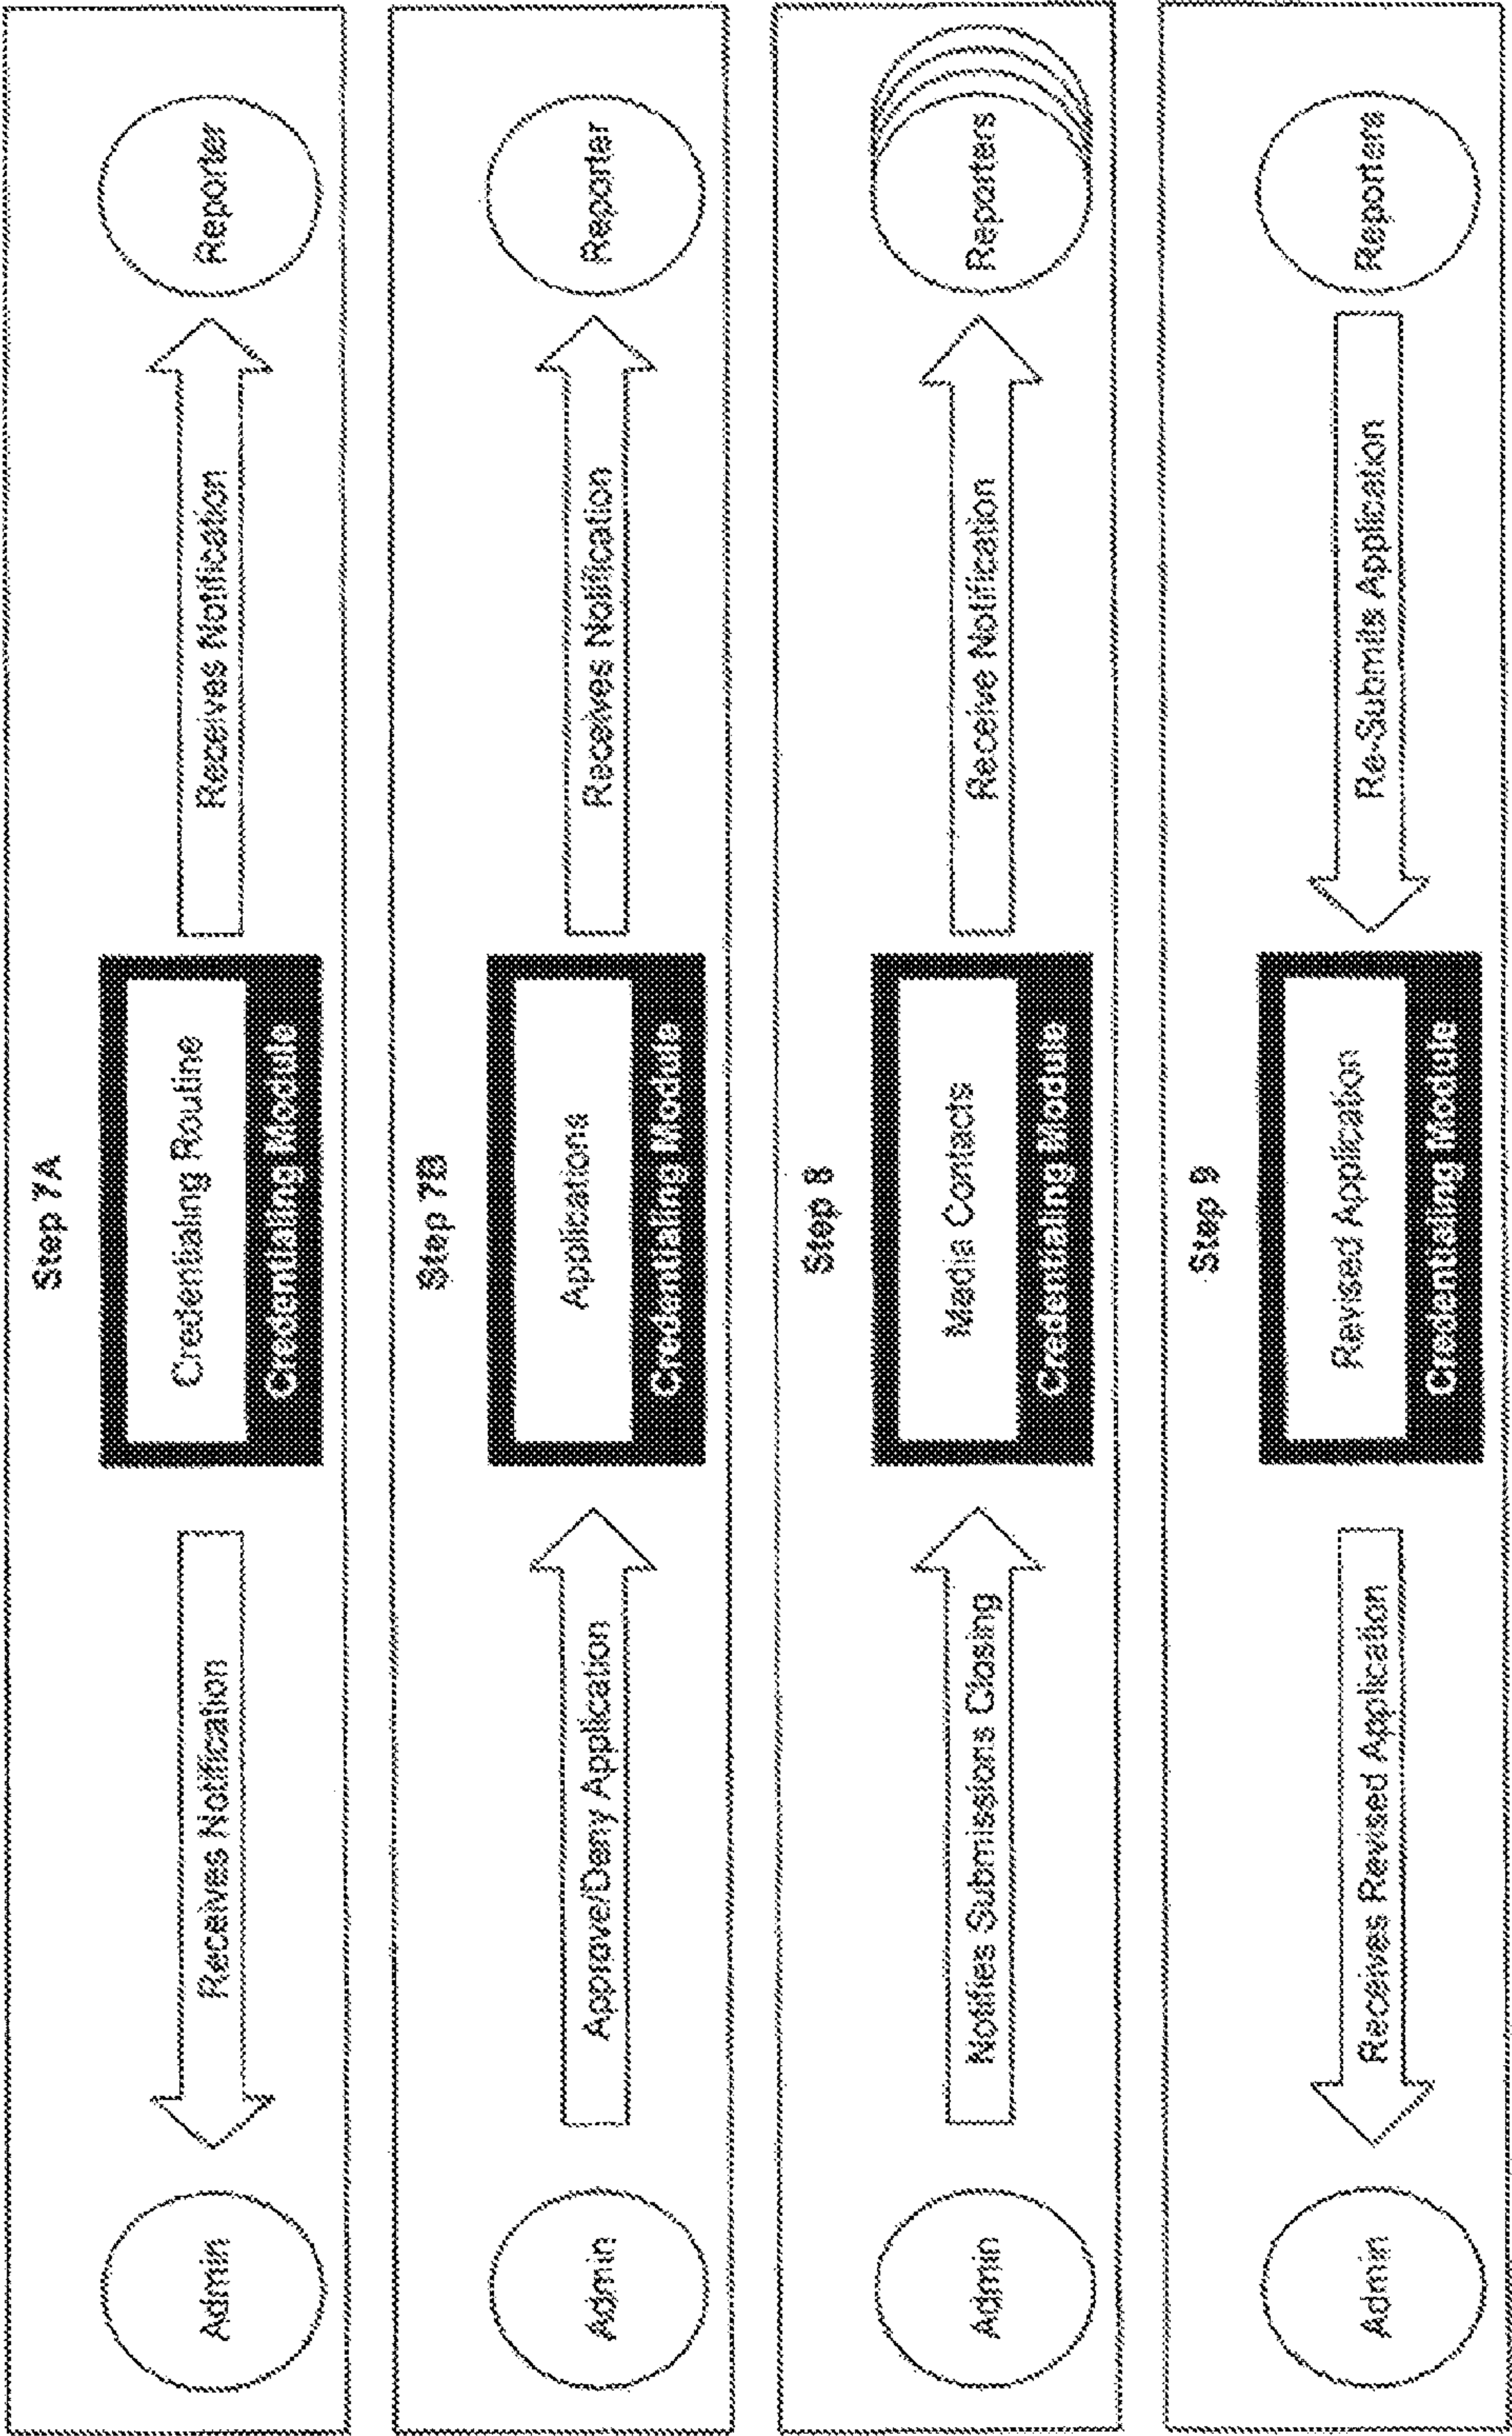 Step 7A
Admin
Receives Notification
Credentialing Routine
Credentialing Module
Receives Notification
Reporter
Step 7B
Admin
Approve/Deny Application
Applications
Credentialing Module
Receives Notification
Reporter
Step 8
Admin
Notifies Submissions Closing
Media Contacts
Credentialing Module
Receive Notification
Reporters
Step 9
Admin
Receives Revised Application
Revised Application
Credentialing Module
Re-Submits Application
Reporters